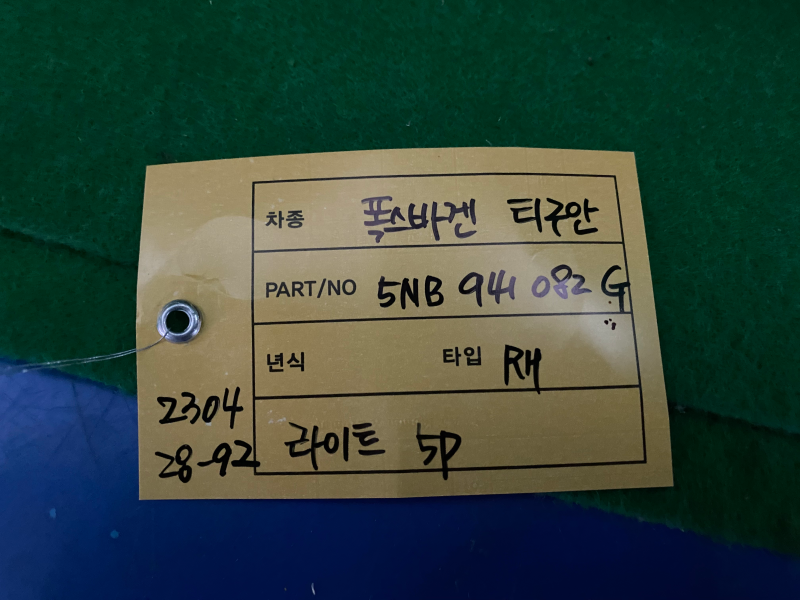 차종 폭스바겐 티구안
PART/NO 5NB 941 082 G
년식 타입 RH
라이트 5P
2304
28-92